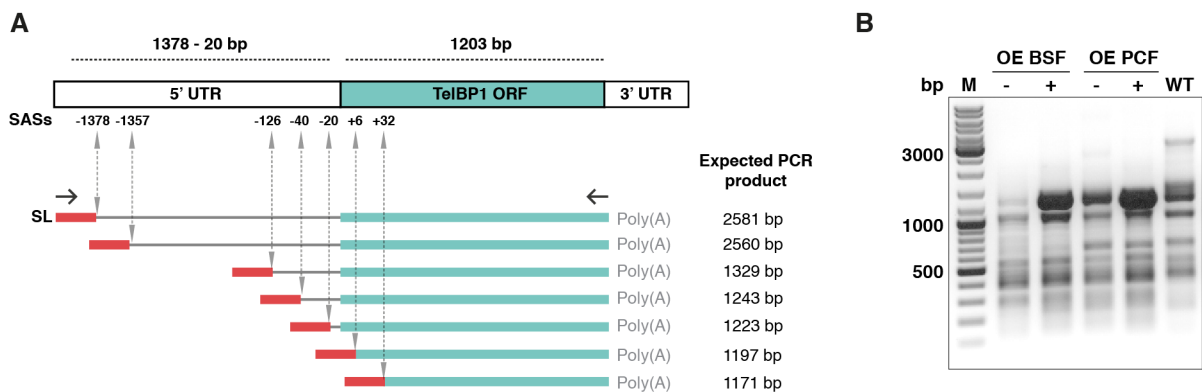 A
1378 - 20 bp 1203 bp
5' UTR TelBP1 ORF 3' UTR
SASs -1378 -1357 -126 -40 -20 +6 +32
Expected PCR
product
SL Poly(A) 2581 bp
Poly(A) 2560 bp
Poly(A) 1329 bp
Poly(A) 1243 bp
Poly(A) 1223 bp
Poly(A) 1197 bp
Poly(A) 1171 bp
B
OE BSF OE PCF
bp M - + - + WT
3000
1000
500